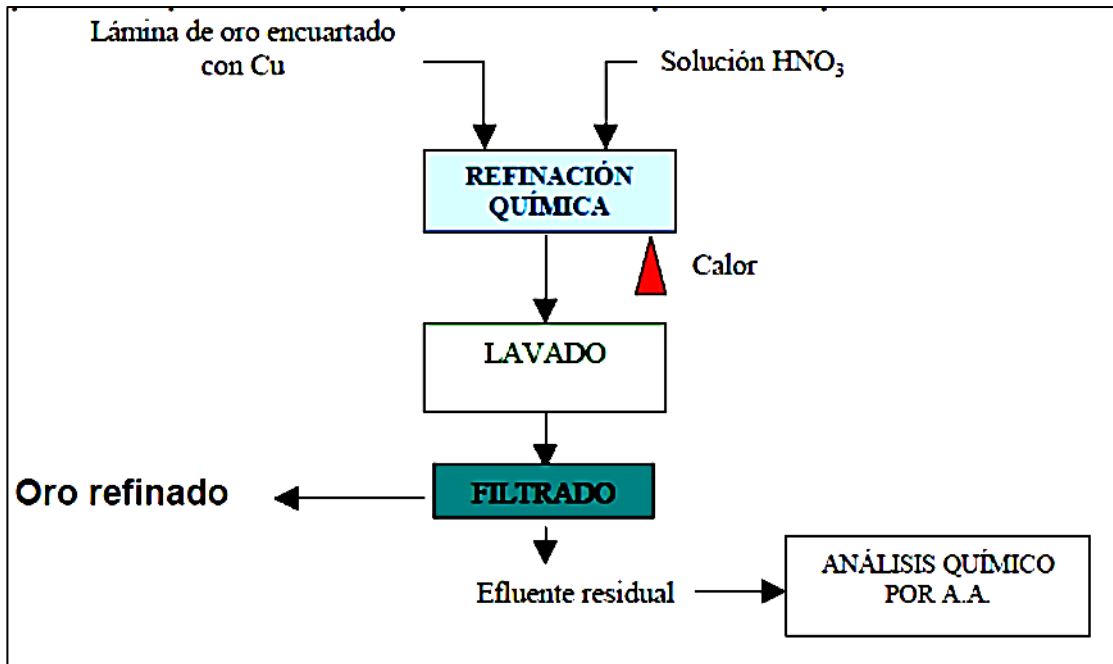 Lámina de oro encuartado
con Cu
Solución HNO₃
REFINACIÓN
QUÍMICA
Calor
LAVADO
FILTRADO
Oro refinado
Efluente residual
ANÁLISIS QUÍMICO
POR A.A.